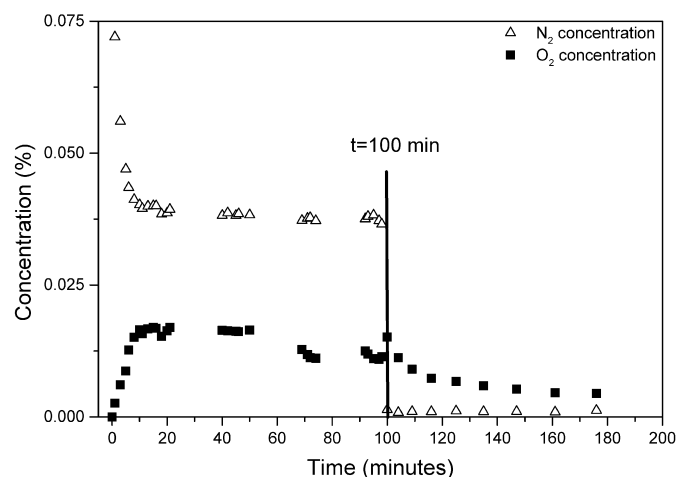 0.075
0.050
0.025
0.000
Concentration (%)
N₂ concentration
O₂ concentration
t=100 min
0 20 40 60 80 100 120 140 160 180 200
Time (minutes)